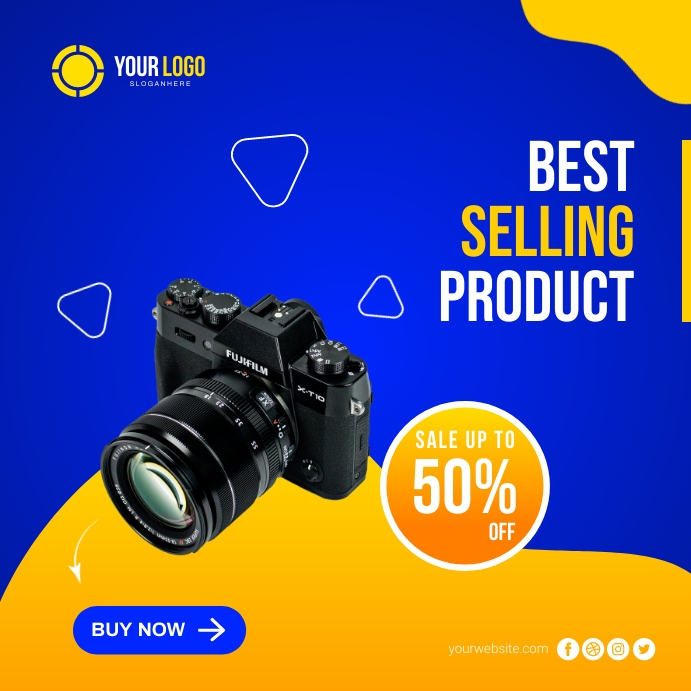 YOUR LOGO
SLOGANHERE
BEST
SELLING
PRODUCT
FUJIFILM
X-T10
SALE UP TO
50%
OFF
BUY NOW
yourwebsite.com